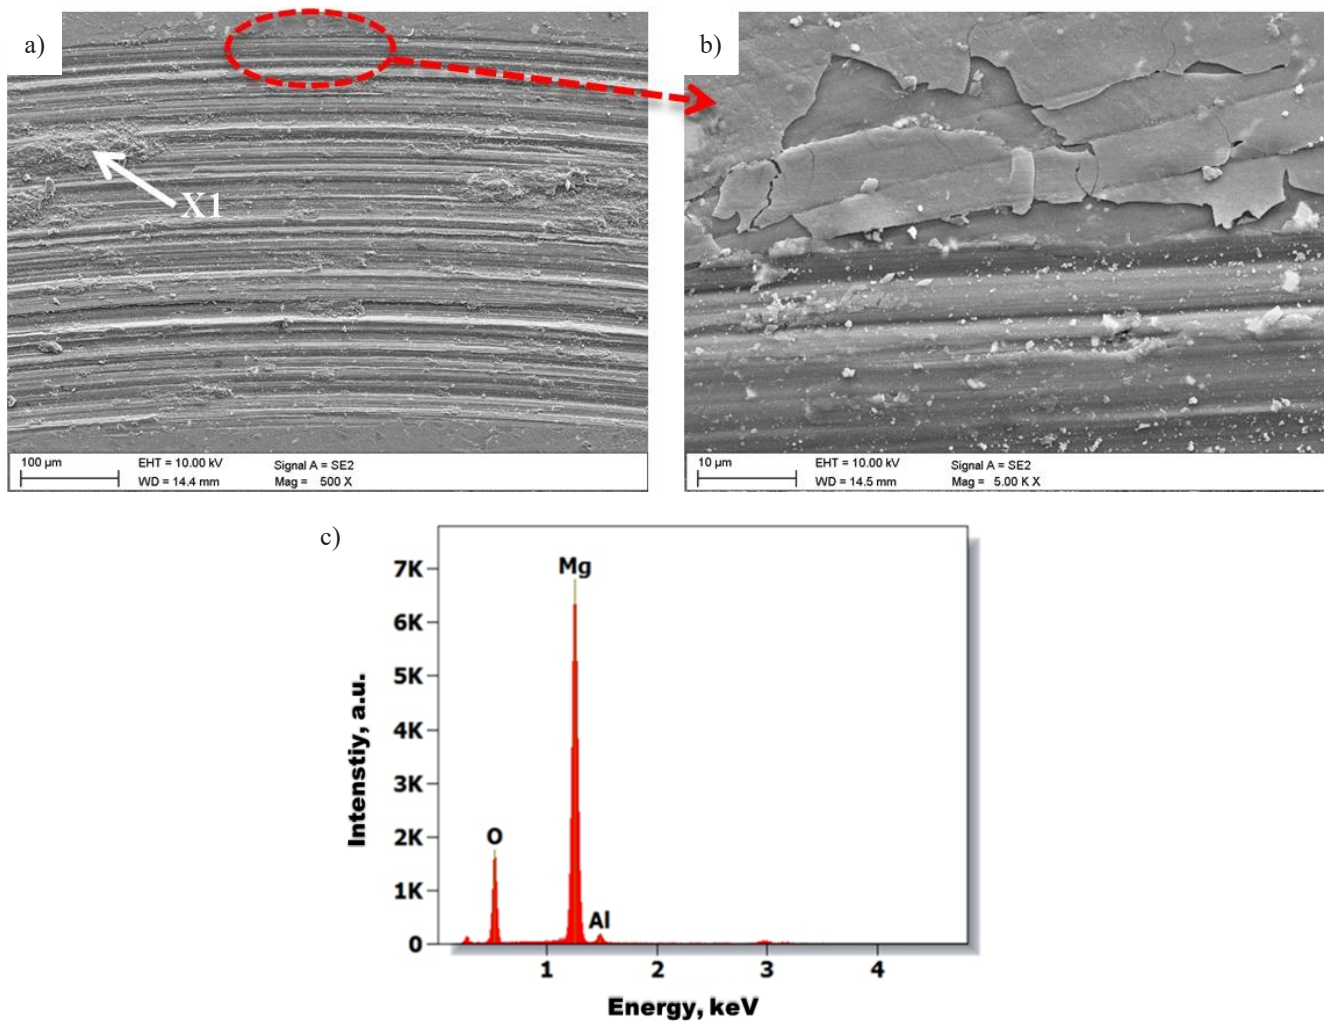 a)
X1
100 µm
EHT = 10.00 kV
Signal A = SE2
WD = 14.4 mm
Mag = 500 X
b)
10 µm
EHT = 10.00 kV
Signal A = SE2
WD = 14.5 mm
Mag = 5.00 K X
c)
Mg
O
Al
7K
6K
5K
4K
3K
2K
1K
0
1
2
3
4
Intenstiy, a.u.
Energy, keV